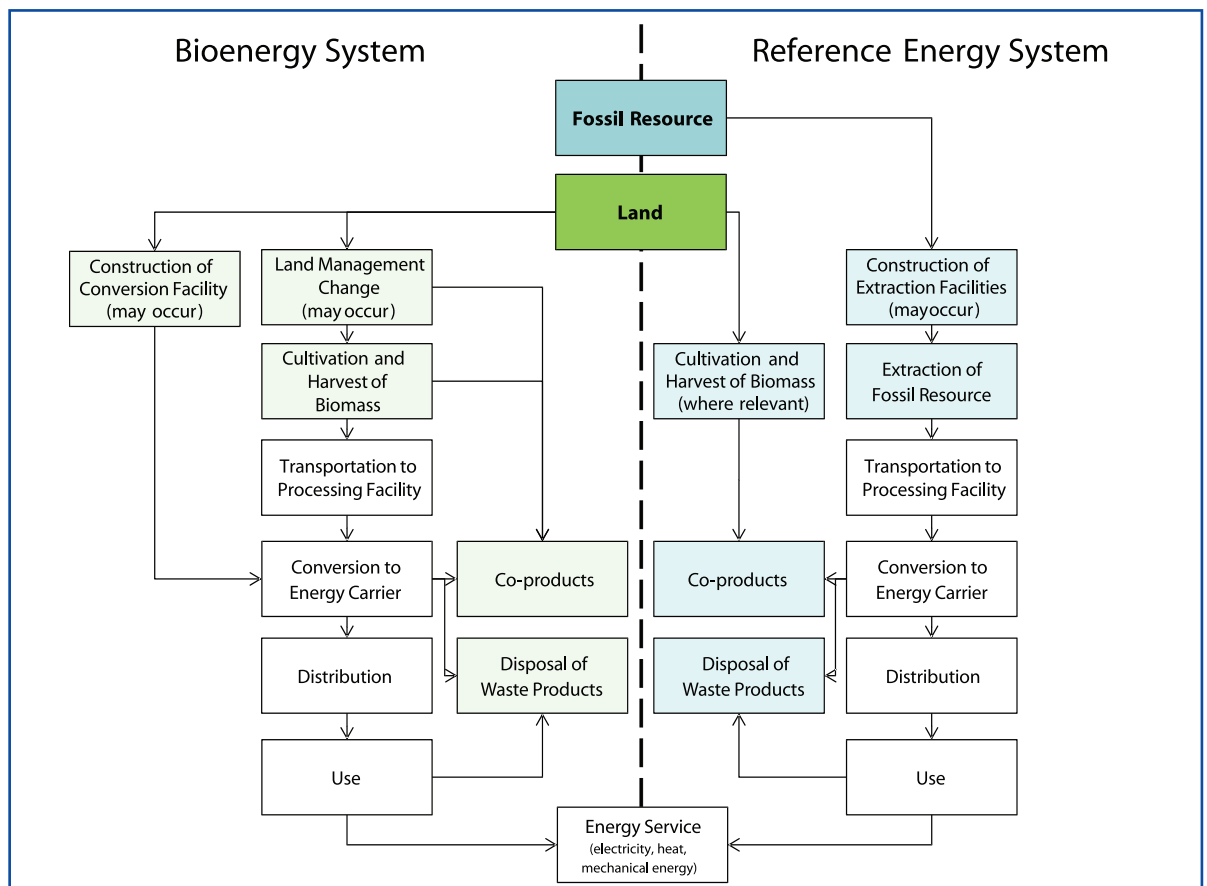 Bioenergy System
Reference Energy System
Fossil Resource
Land
Construction of
Conversion Facility
(may occur)
Land Management
Change
(may occur)
Construction of
Extraction Facilities
(mayoccur)
Cultivation and
Harvest of
Biomass
Cultivation and
Harvest of Biomass
(where relevant)
Extraction of
Fossil Resource
Transportation to
Processing Facility
Transportation to
Processing Facility
Conversion to
Energy Carrier
Co-products
Co-products
Conversion to
Energy Carrier
Distribution
Disposal of
Waste Products
Disposal of
Waste Products
Distribution
Use
Use
Energy Service
(electricity, heat,
mechanical energy)